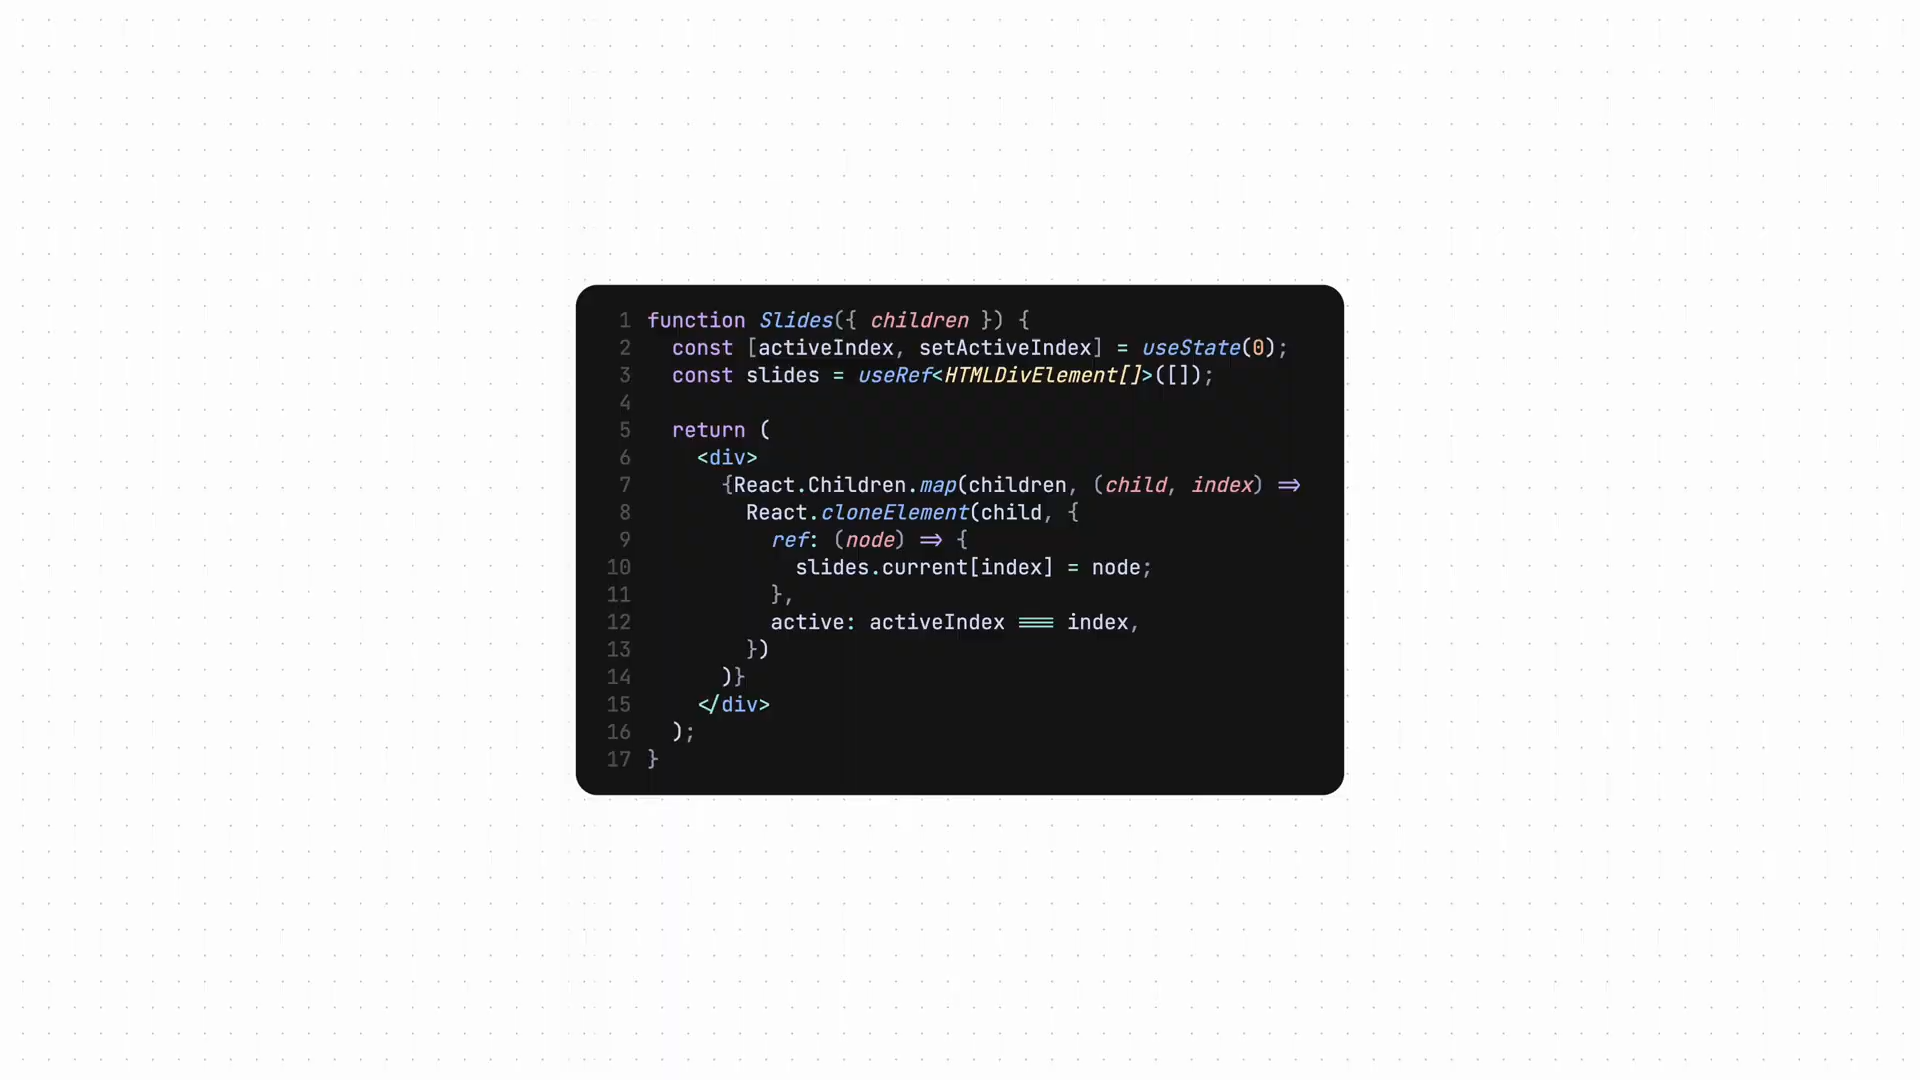 1 function Slides({ children }) {
2   const [activeIndex, setActiveIndex] = useState(0);
3   const slides = useRef<HTMLDivElement[]>([]);
4
5   return (
6     <div>
7       {React.Children.map(children, (child, index) =>
8         React.cloneElement(child, {
9           ref: (node) => {
10             slides.current[index] = node;
11           },
12           active: activeIndex === index,
13         })
14       )}
15     </div>
16   );
17 }